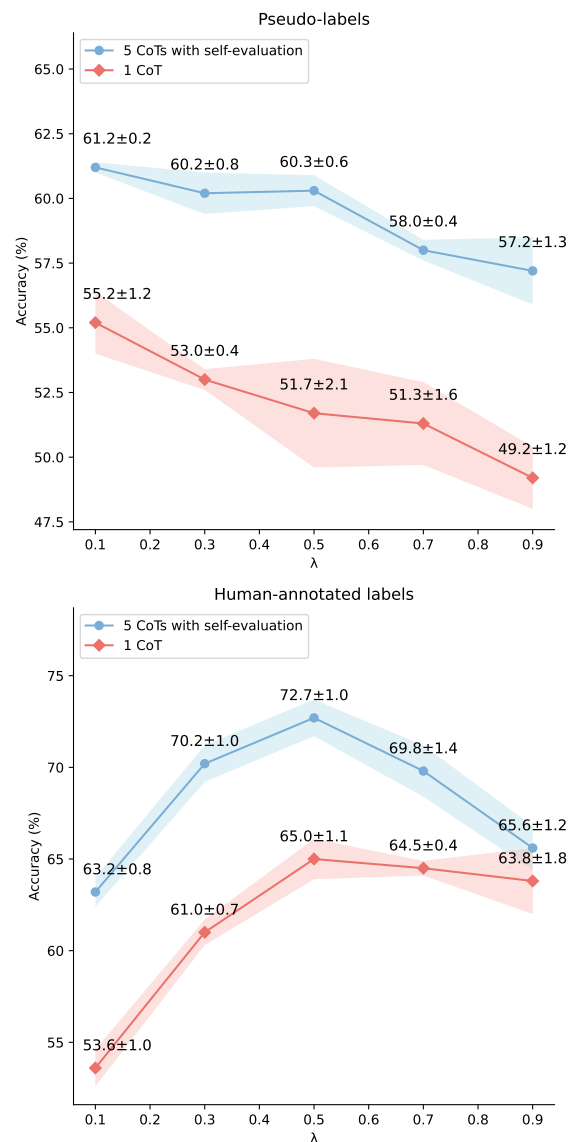 Pseudo-labels
5 CoTs with self-evaluation
1 CoT
Accuracy (%)
65.0
62.5
60.0
57.5
55.0
52.5
50.0
47.5
61.2±0.2
60.2±0.8
60.3±0.6
58.0±0.4
57.2±1.3
55.2±1.2
53.0±0.4
51.7±2.1
51.3±1.6
49.2±1.2
0.1 0.2 0.3 0.4 0.5 0.6 0.7 0.8 0.9
λ
Human-annotated labels
5 CoTs with self-evaluation
1 CoT
Accuracy (%)
75
70
65
60
55
63.2±0.8
70.2±1.0
72.7±1.0
69.8±1.4
65.6±1.2
53.6±1.0
61.0±0.7
65.0±1.1
64.5±0.4
63.8±1.8
0.1 0.2 0.3 0.4 0.5 0.6 0.7 0.8 0.9
λ